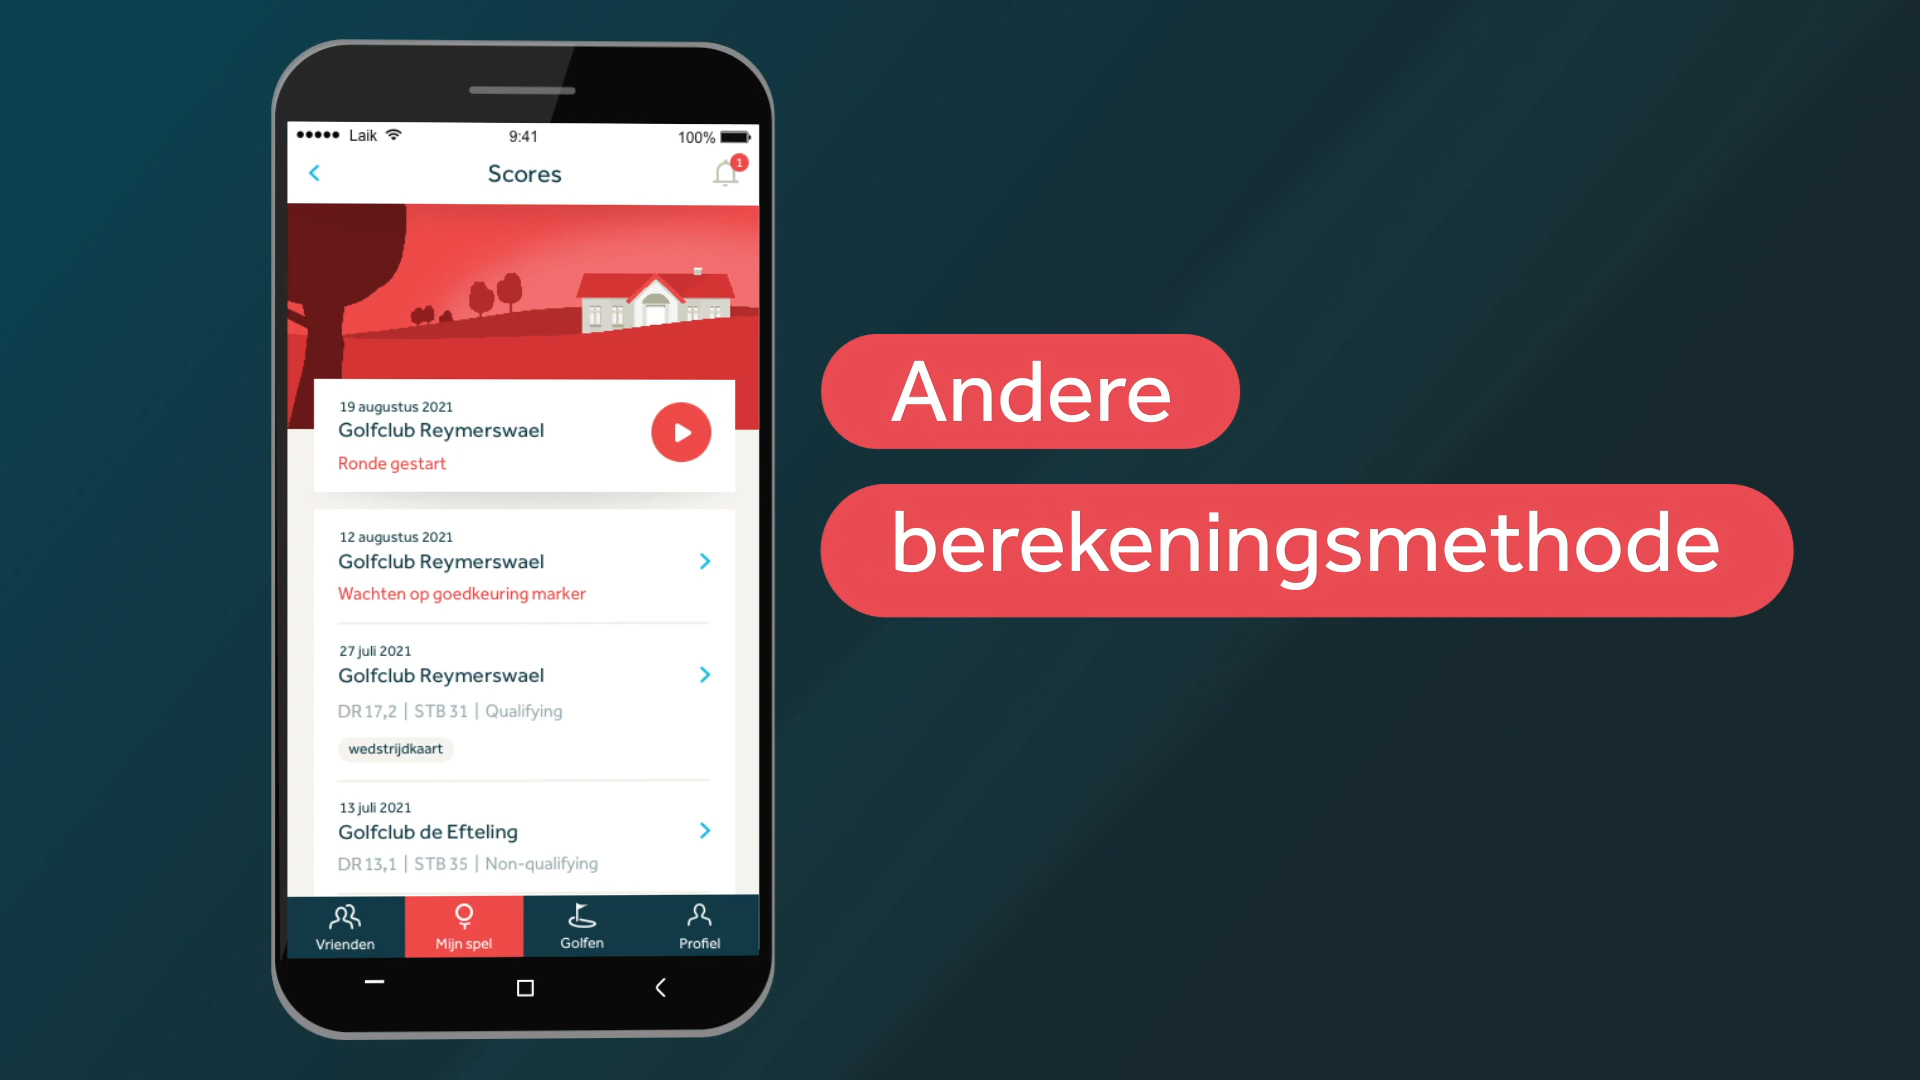 Laik
9:41
100%
Scores
1
19 augustus 2021
Golfclub Reymerswael
Ronde gestart
12 augustus 2021
Golfclub Reymerswael
Wachten op goedkeuring marker
27 juli 2021
Golfclub Reymerswael
DR 17,2 | STB 31 | Qualifying
wedstrijdkaart
13 juli 2021
Golfclub de Efteling
DR 13,1 | STB 35 | Non-qualifying
Vrienden
Mijn spel
Golfen
Profiel
Andere
berekeningsmethode